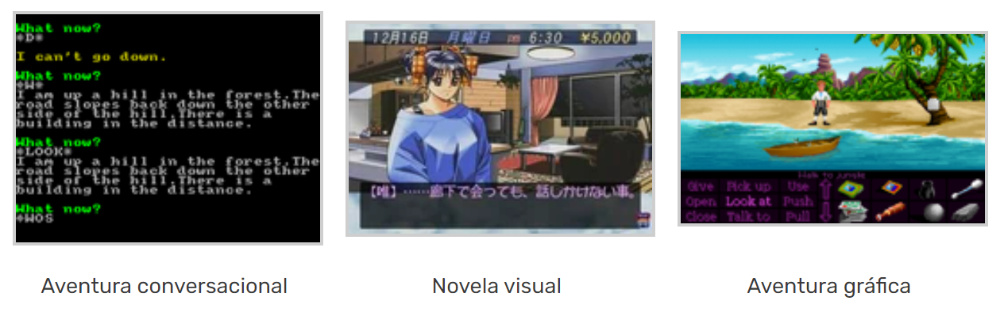 What now?
*D*
I can't go down.
What now?
*W*
I am up a hill in the forest.The
road slopes back down the other
side of the hill.There is a
building in the distance.
What now?
*LOOK*
I am up a hill in the forest.The
road slopes back down the other
side of the hill.There is a
building in the distance.
What now?
*WOS
Aventura conversacional
12月16日 月曜日 PM 6:30 ¥5,000
【唯】……廊下で会っても、話しかけない事。
Novela visual
Walk to jungle
Give Pick up Use
Open Look at Push
Close Talk to Pull
Aventura gráfica